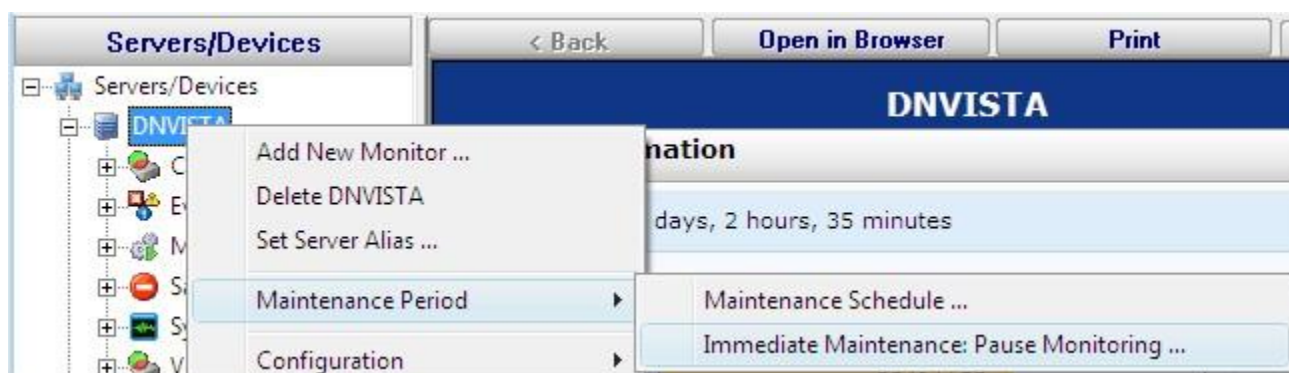 Servers/Devices
< Back
Open in Browser
Print
Servers/Devices
DNVISTA
DNVISTA
Add New Monitor ...
Delete DNVISTA
Set Server Alias ...
Maintenance Period
Configuration
days, 2 hours, 35 minutes
Maintenance Schedule ...
Immediate Maintenance: Pause Monitoring ...